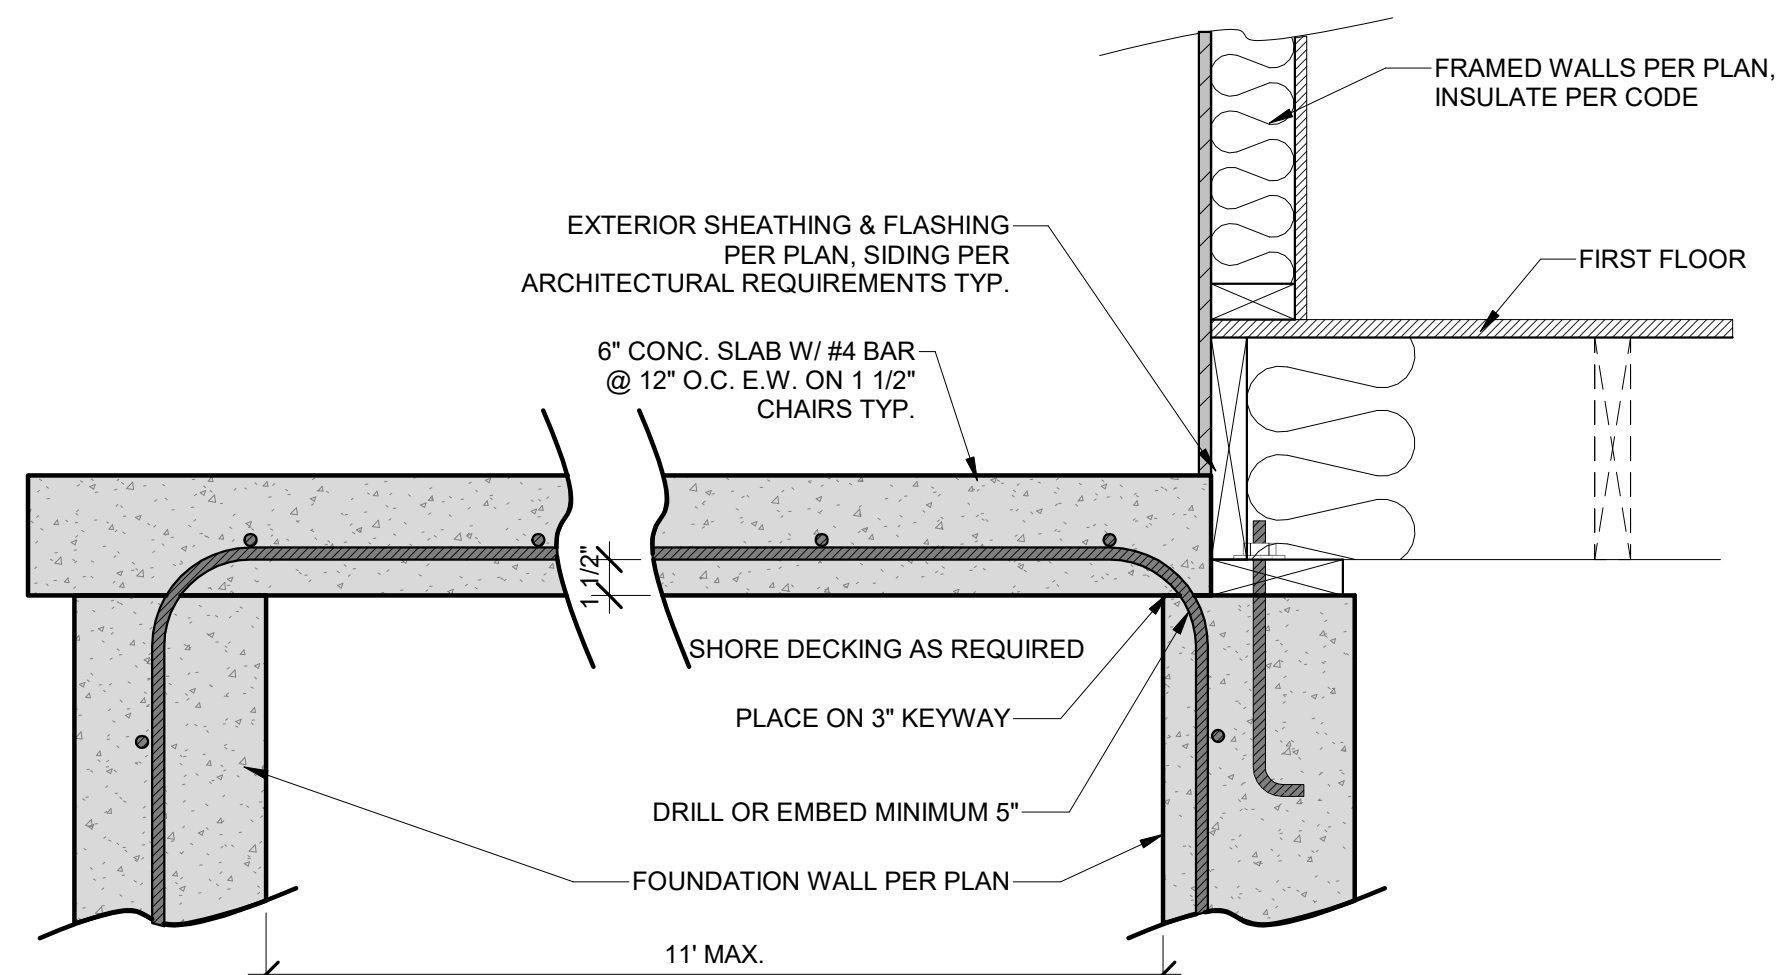 FRAMED WALLS PER PLAN,
INSULATE PER CODE
EXTERIOR SHEATHING & FLASHING
PER PLAN, SIDING PER
ARCHITECTURAL REQUIREMENTS TYP.
FIRST FLOOR
6" CONC. SLAB W/ #4 BAR
@ 12" O.C. E.W. ON 1 1/2"
CHAIRS TYP.
1 1/2"
SHORE DECKING AS REQUIRED
PLACE ON 3" KEYWAY
DRILL OR EMBED MINIMUM 5"
FOUNDATION WALL PER PLAN
11' MAX.